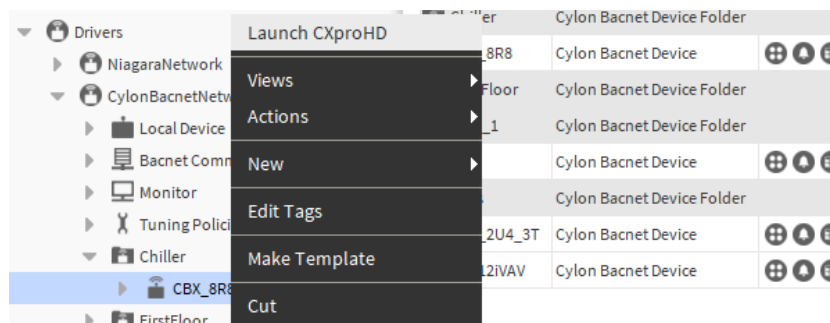 Drivers
NiagaraNetwork
CylonBacnetNetw
Local Device
Bacnet Comm
Monitor
Tuning Polici
Chiller
CBX_8R8
FirstFloor
Launch CXproHD
Views
Actions
New
Edit Tags
Make Template
Cut
Chiller Cylon Bacnet Device Folder
_8R8 Cylon Bacnet Device
Floor Cylon Bacnet Device Folder
_1 Cylon Bacnet Device Folder
Cylon Bacnet Device
Cylon Bacnet Device Folder
_2U4_3T Cylon Bacnet Device
12iVAV Cylon Bacnet Device